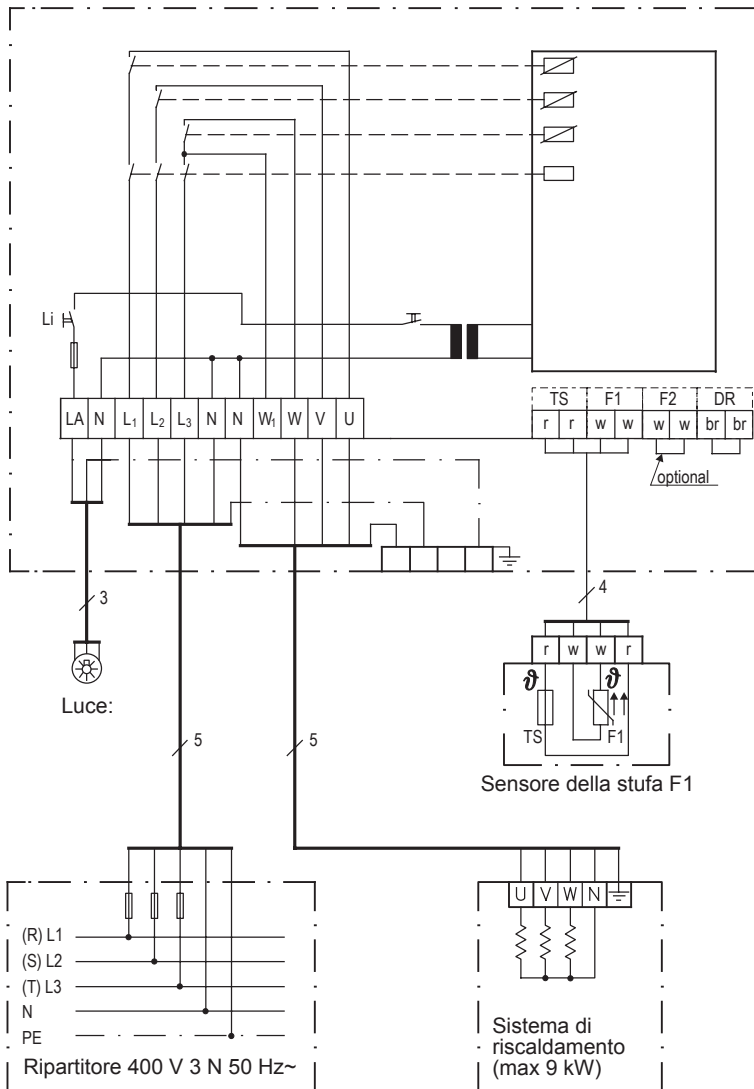 Li
LA N L1 L2 L3 N N W1 W V U
TS F1 F2 DR
r r w w w w br br
optional
3
4
Luce:
r w w r
ϑ ϑ
TS F1
Sensore della stufa F1
5 5
U V W N
(R) L1
(S) L2
(T) L3
N
PE
Ripartitore 400 V 3 N 50 Hz~
Sistema di
riscaldamento
(max 9 kW)